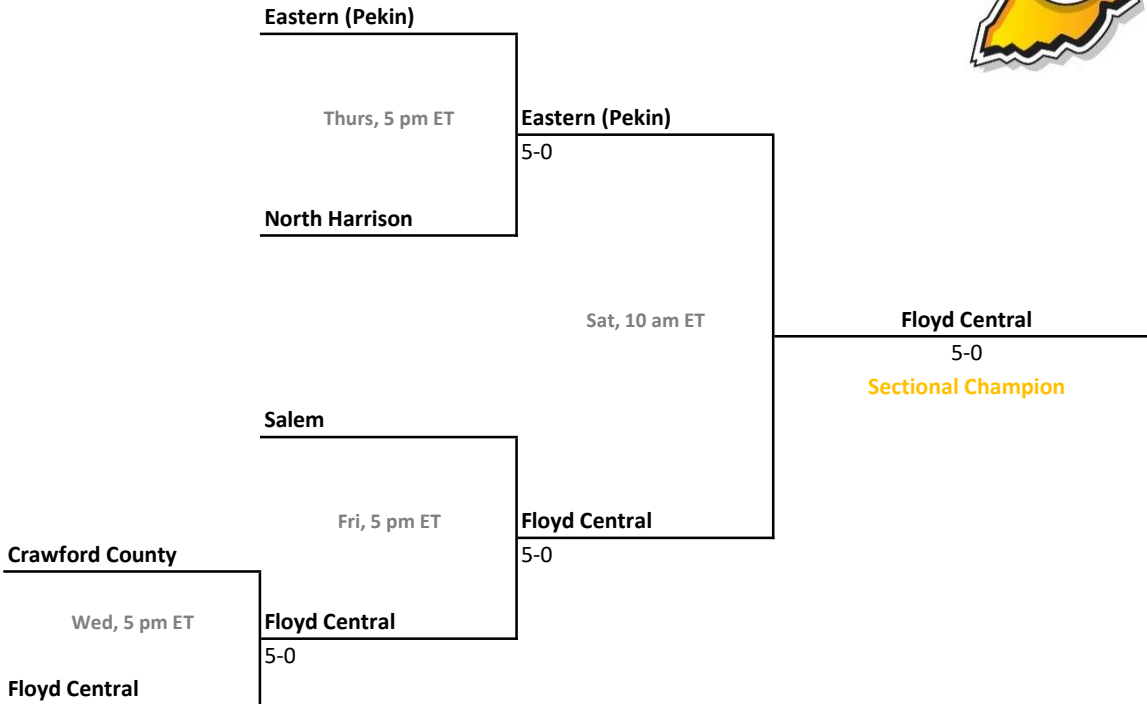 Eastern (Pekin)
Thurs, 5 pm ET
Eastern (Pekin)
5-0
North Harrison
Sat, 10 am ET
Floyd Central
5-0
Sectional Champion
Salem
Fri, 5 pm ET
Floyd Central
5-0
Crawford County
Wed, 5 pm ET
Floyd Central
5-0
Floyd Central